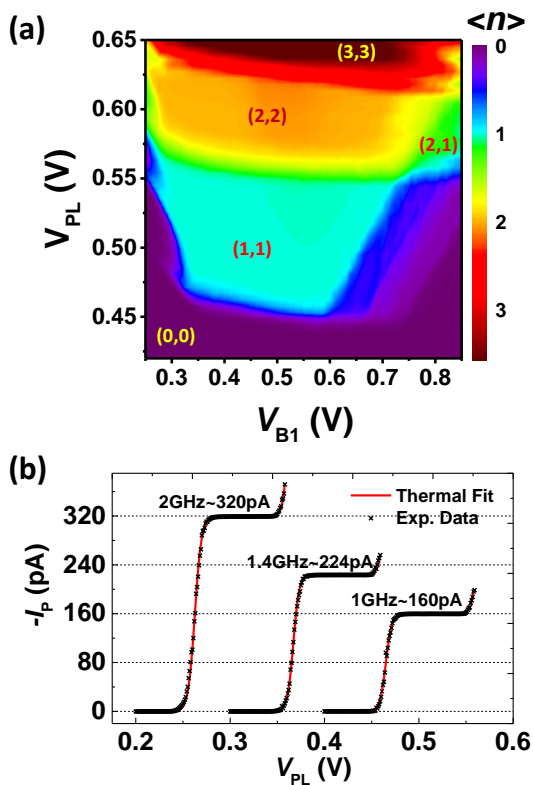 (a)
<n>
0.65
0.60
0.55
0.50
0.45
V_PL (V)
(3,3)
(2,2)
(2,1)
(1,1)
(0,0)
0.3 0.4 0.5 0.6 0.7 0.8
V_B1 (V)
0
1
2
3
(b)
320
240
160
80
0
-I_P (pA)
2GHz~320pA
1.4GHz~224pA
1GHz~160pA
Thermal Fit
Exp. Data
0.2 0.3 0.4 0.5 0.6
V_PL (V)